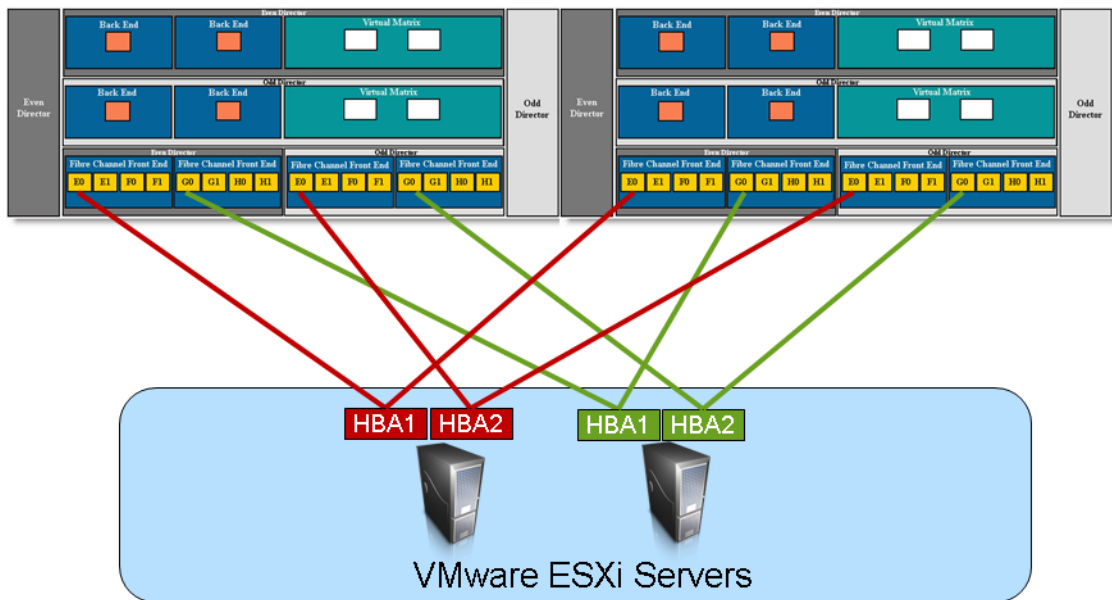 Even Director
Back End
Back End
Virtual Matrix
Odd Director
Back End
Back End
Virtual Matrix
Even
Director
Odd
Director
Even Director
Odd Director
Fibre Channel Front End
Fibre Channel Front End
Fibre Channel Front End
Fibre Channel Front End
E0 E1 F0 F1 G0 G1 H0 H1 E0 E1 F0 F1 G0 G1 H0 H1
Even Director
Back End
Back End
Virtual Matrix
Odd Director
Back End
Back End
Virtual Matrix
Even
Director
Odd
Director
Even Director
Odd Director
Fibre Channel Front End
Fibre Channel Front End
Fibre Channel Front End
Fibre Channel Front End
E0 E1 F0 F1 G0 G1 H0 H1 E0 E1 F0 F1 G0 G1 H0 H1
HBA1 HBA2 HBA1 HBA2
VMware ESXi Servers